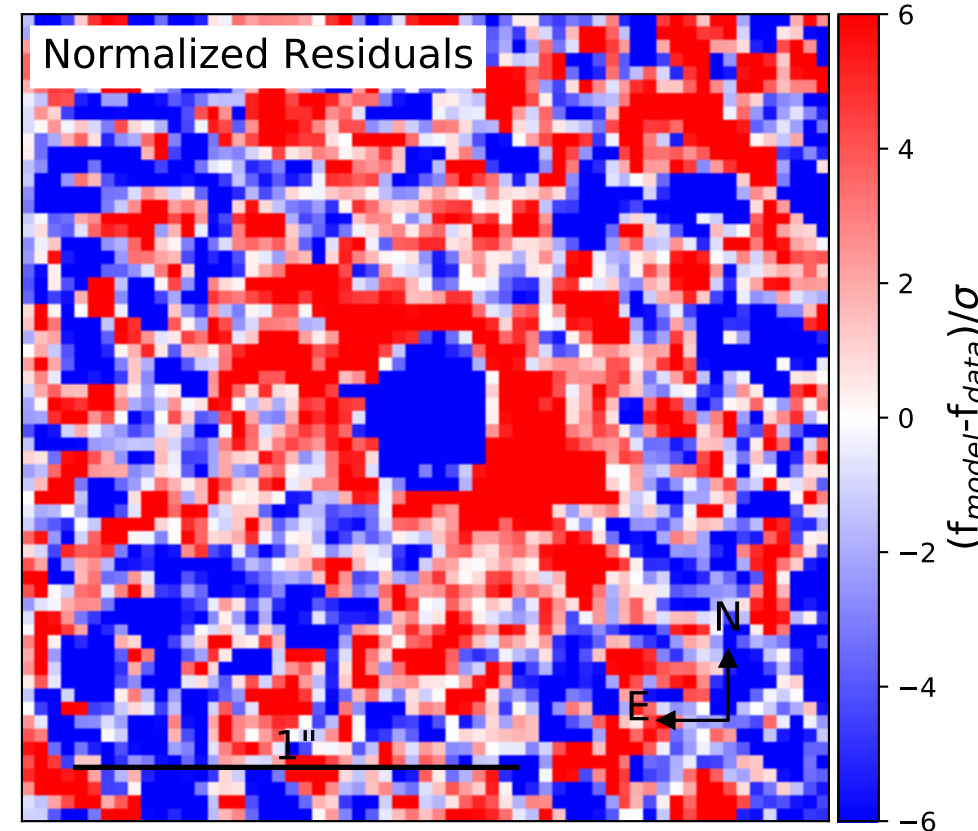 Normalized Residuals
6
4
2
0
−2
−4
−6
(f_model-f_data)/σ
N
E
1"